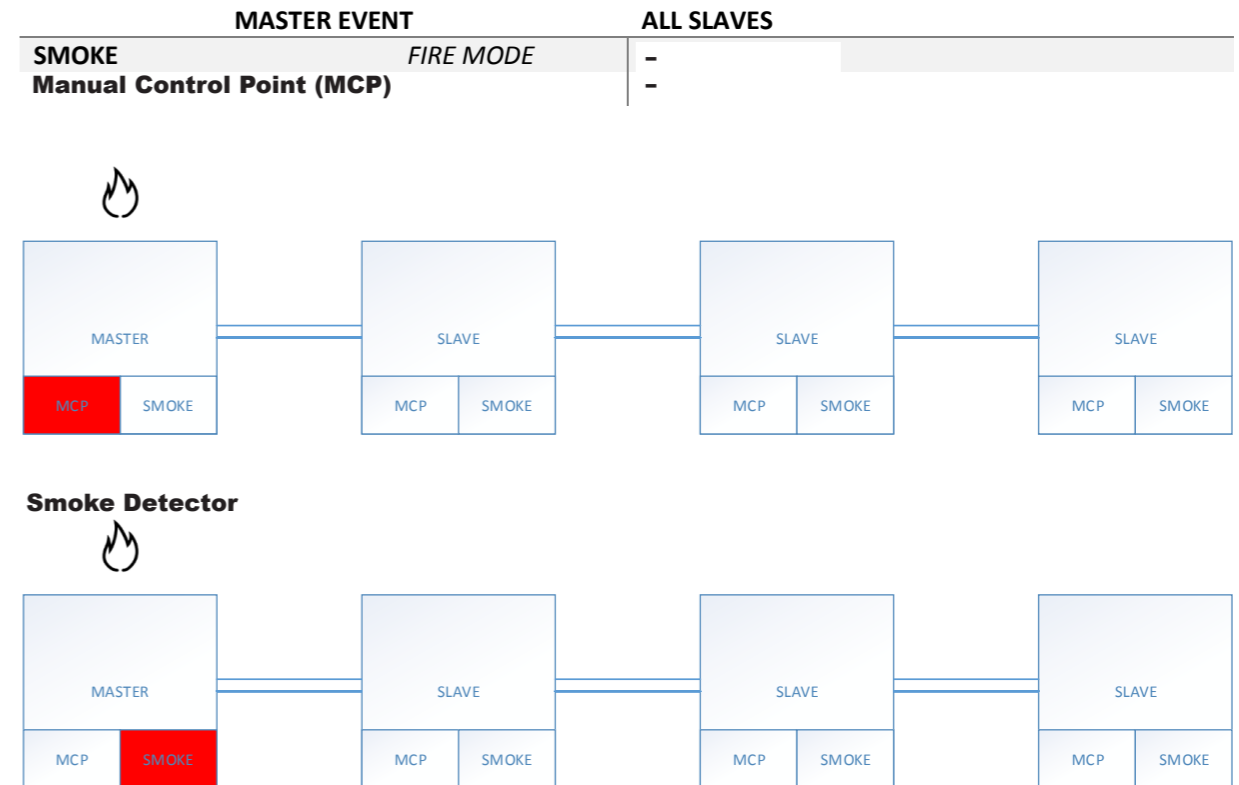 MASTER EVENT ALL SLAVES
SMOKE FIRE MODE -
Manual Control Point (MCP) -
MASTER SLAVE SLAVE SLAVE
MCP SMOKE MCP SMOKE MCP SMOKE MCP SMOKE
Smoke Detector
MASTER SLAVE SLAVE SLAVE
MCP SMOKE MCP SMOKE MCP SMOKE MCP SMOKE